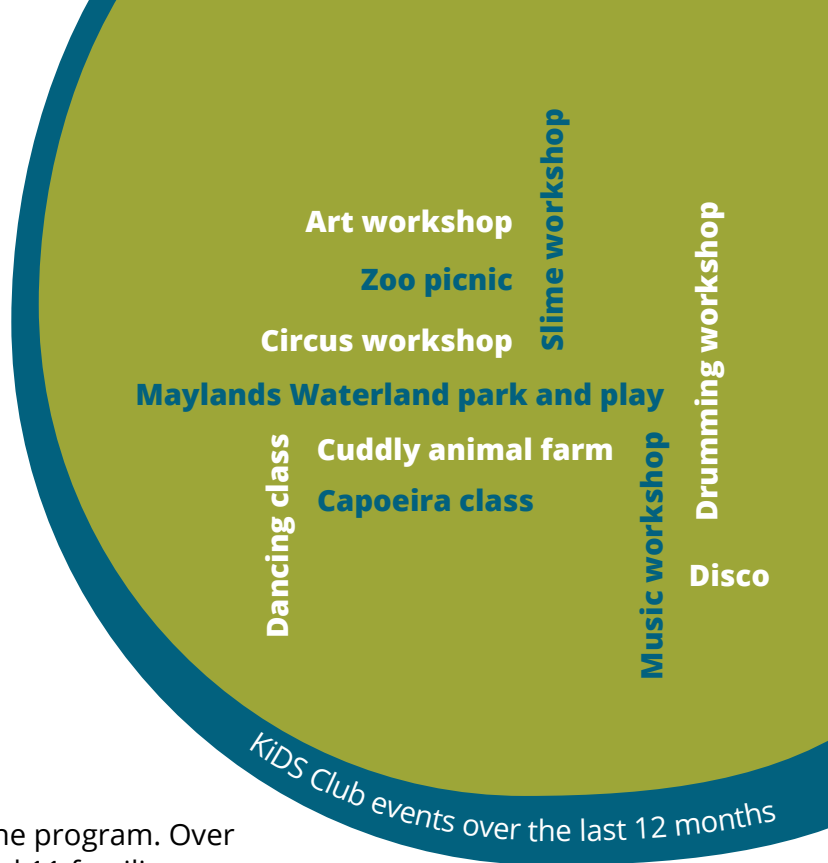 Slime workshop
Art workshop
Zoo picnic
Circus workshop
Drumming workshop
Maylands Waterland park and play
Dancing class
Cuddly animal farm
Capoeira class
Music workshop
Disco
KiDS Club events over the last 12 months
program. Over